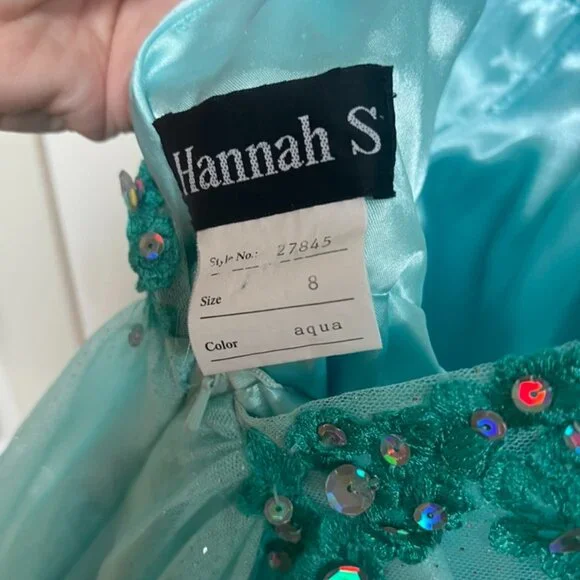 Hannah S
Style No.: 27845
Size 8
Color aqua